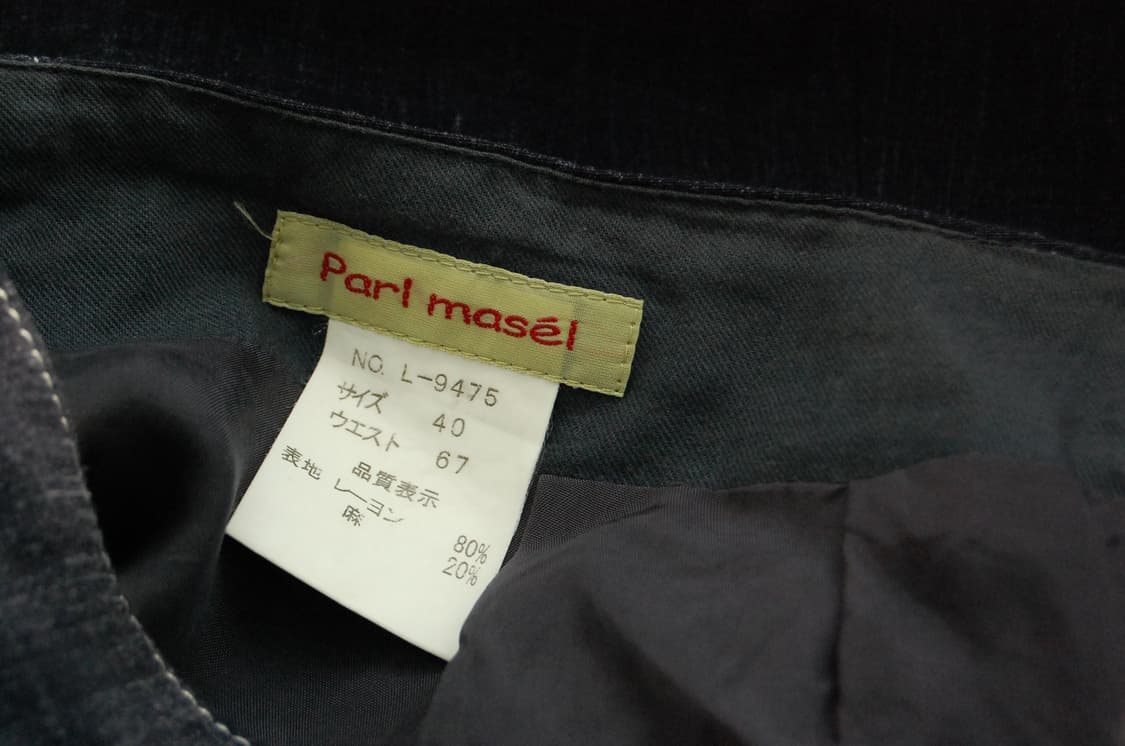 Parl masél
NO. L-9475
サイズ 40
ウエスト 67
品質表示
表地 レーヨン 80%
麻 20%